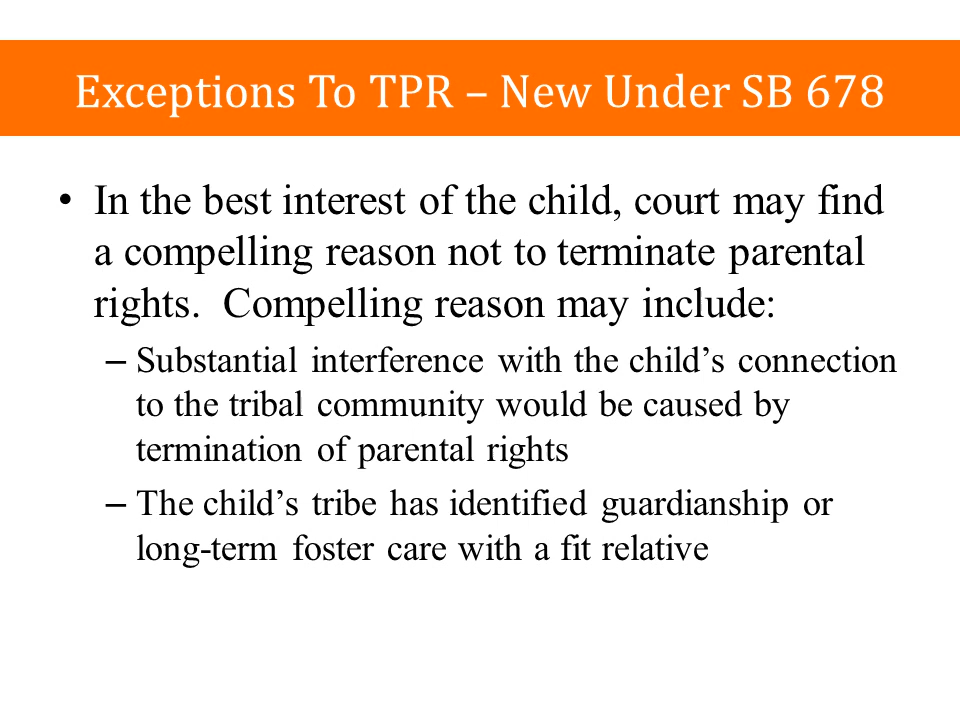 Exceptions To TPR – New Under SB 678
• In the best interest of the child, court may find
a compelling reason not to terminate parental
rights.  Compelling reason may include:
– Substantial interference with the child’s connection
to the tribal community would be caused by
termination of parental rights
– The child’s tribe has identified guardianship or
long-term foster care with a fit relative